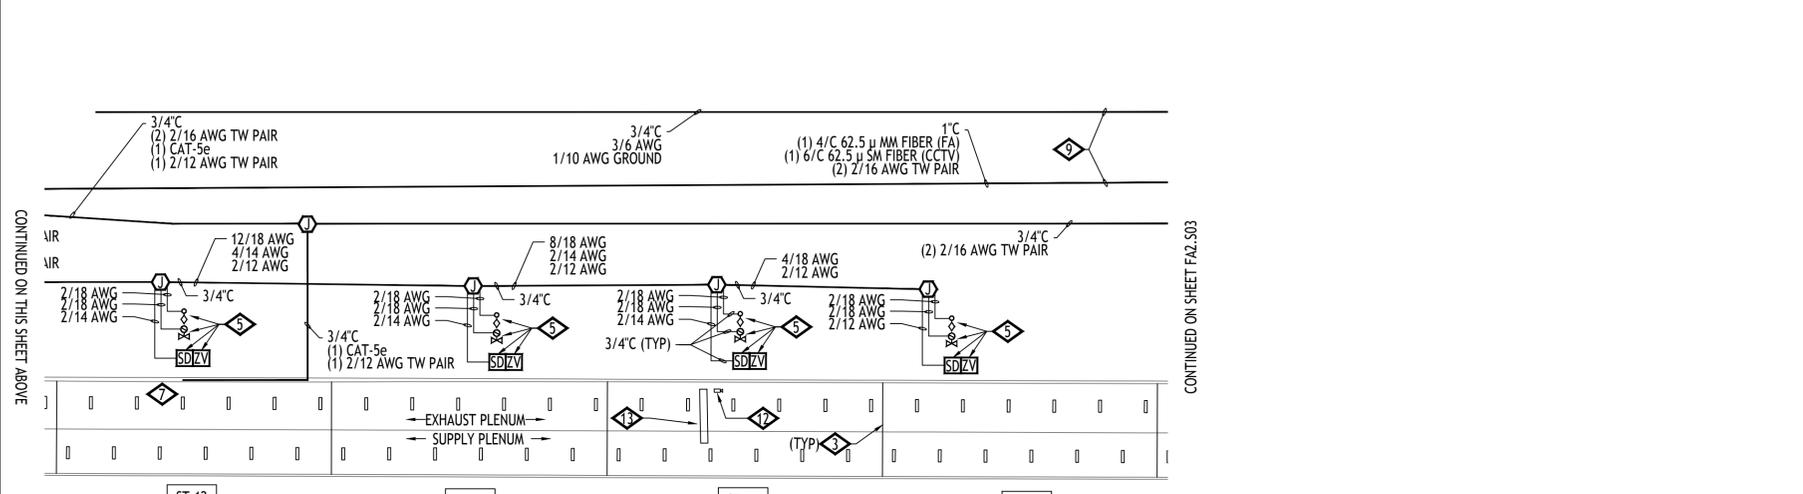 3/4"C
(2) 2/16 AWG TW PAIR
(1) CAT-5e
(1) 2/12 AWG TW PAIR
3/4"C
3/6 AWG
1/10 AWG GROUND
1"C
(1) 4/C 62.5 µ MM FIBER (FA)
(1) 6/C 62.5 µ SM FIBER (CCTV)
(2) 2/16 AWG TW PAIR
9
CONTINUED ON THIS SHEET ABOVE
CONTINUED ON SHEET FA2.S03
AIR
AIR
J
3/4"C
(2) 2/16 AWG TW PAIR
12/18 AWG
4/14 AWG
2/12 AWG
8/18 AWG
2/14 AWG
2/12 AWG
4/18 AWG
2/12 AWG
J
3/4"C
2/18 AWG
2/18 AWG
2/14 AWG
5
SD ZV
J
3/4"C
2/18 AWG
2/18 AWG
2/14 AWG
5
SD ZV
J
3/4"C
2/18 AWG
2/18 AWG
2/14 AWG
3/4"C (TYP)
5
SD ZV
J
2/18 AWG
2/18 AWG
2/12 AWG
5
SD ZV
3/4"C
(1) CAT-5e
(1) 2/12 AWG TW PAIR
7
EXHAUST PLENUM
SUPPLY PLENUM
13
12
(TYP) 3